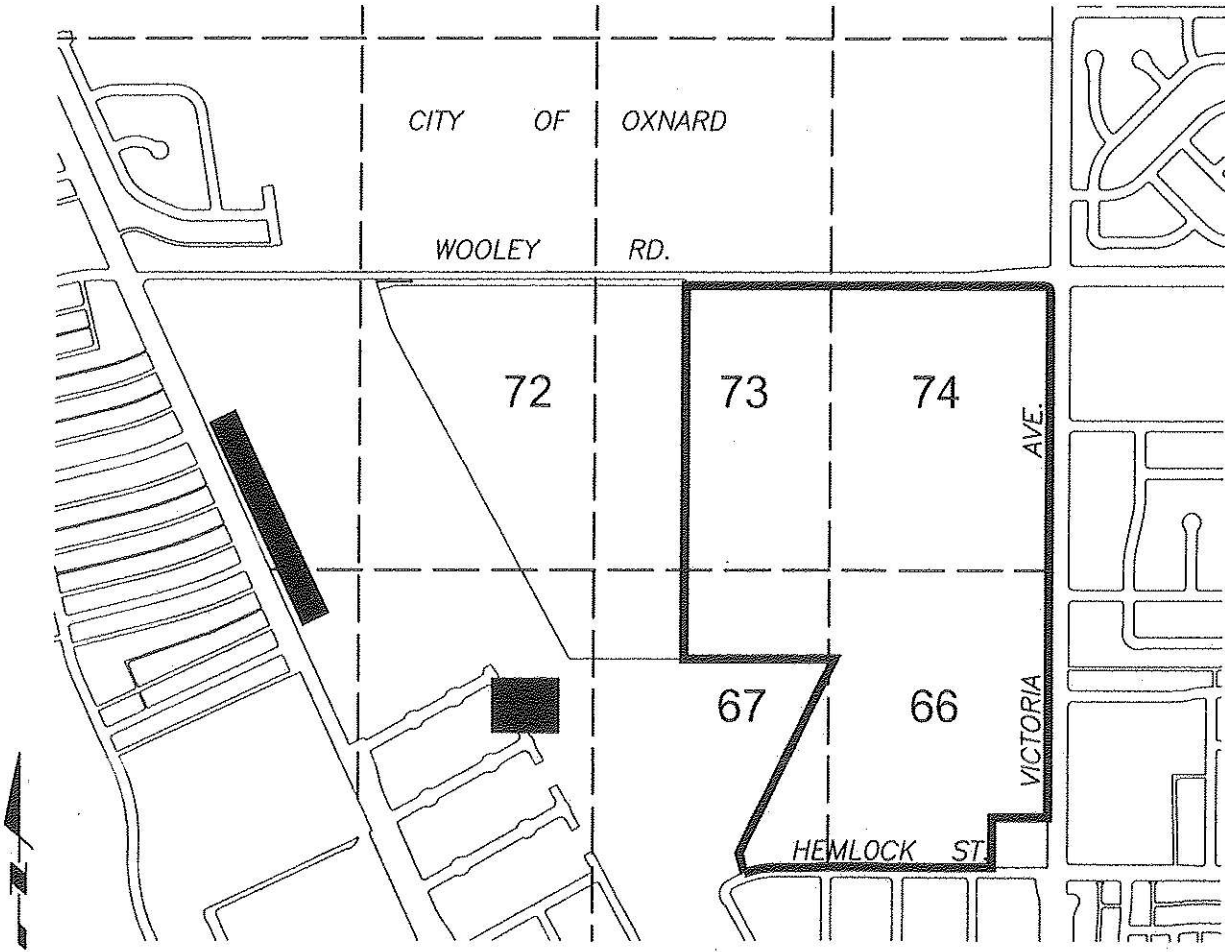 CITY OF OXNARD
WOOLEY RD.
72 73 74
AVE.
67 66
VICTORIA
HEMLOCK ST.
N